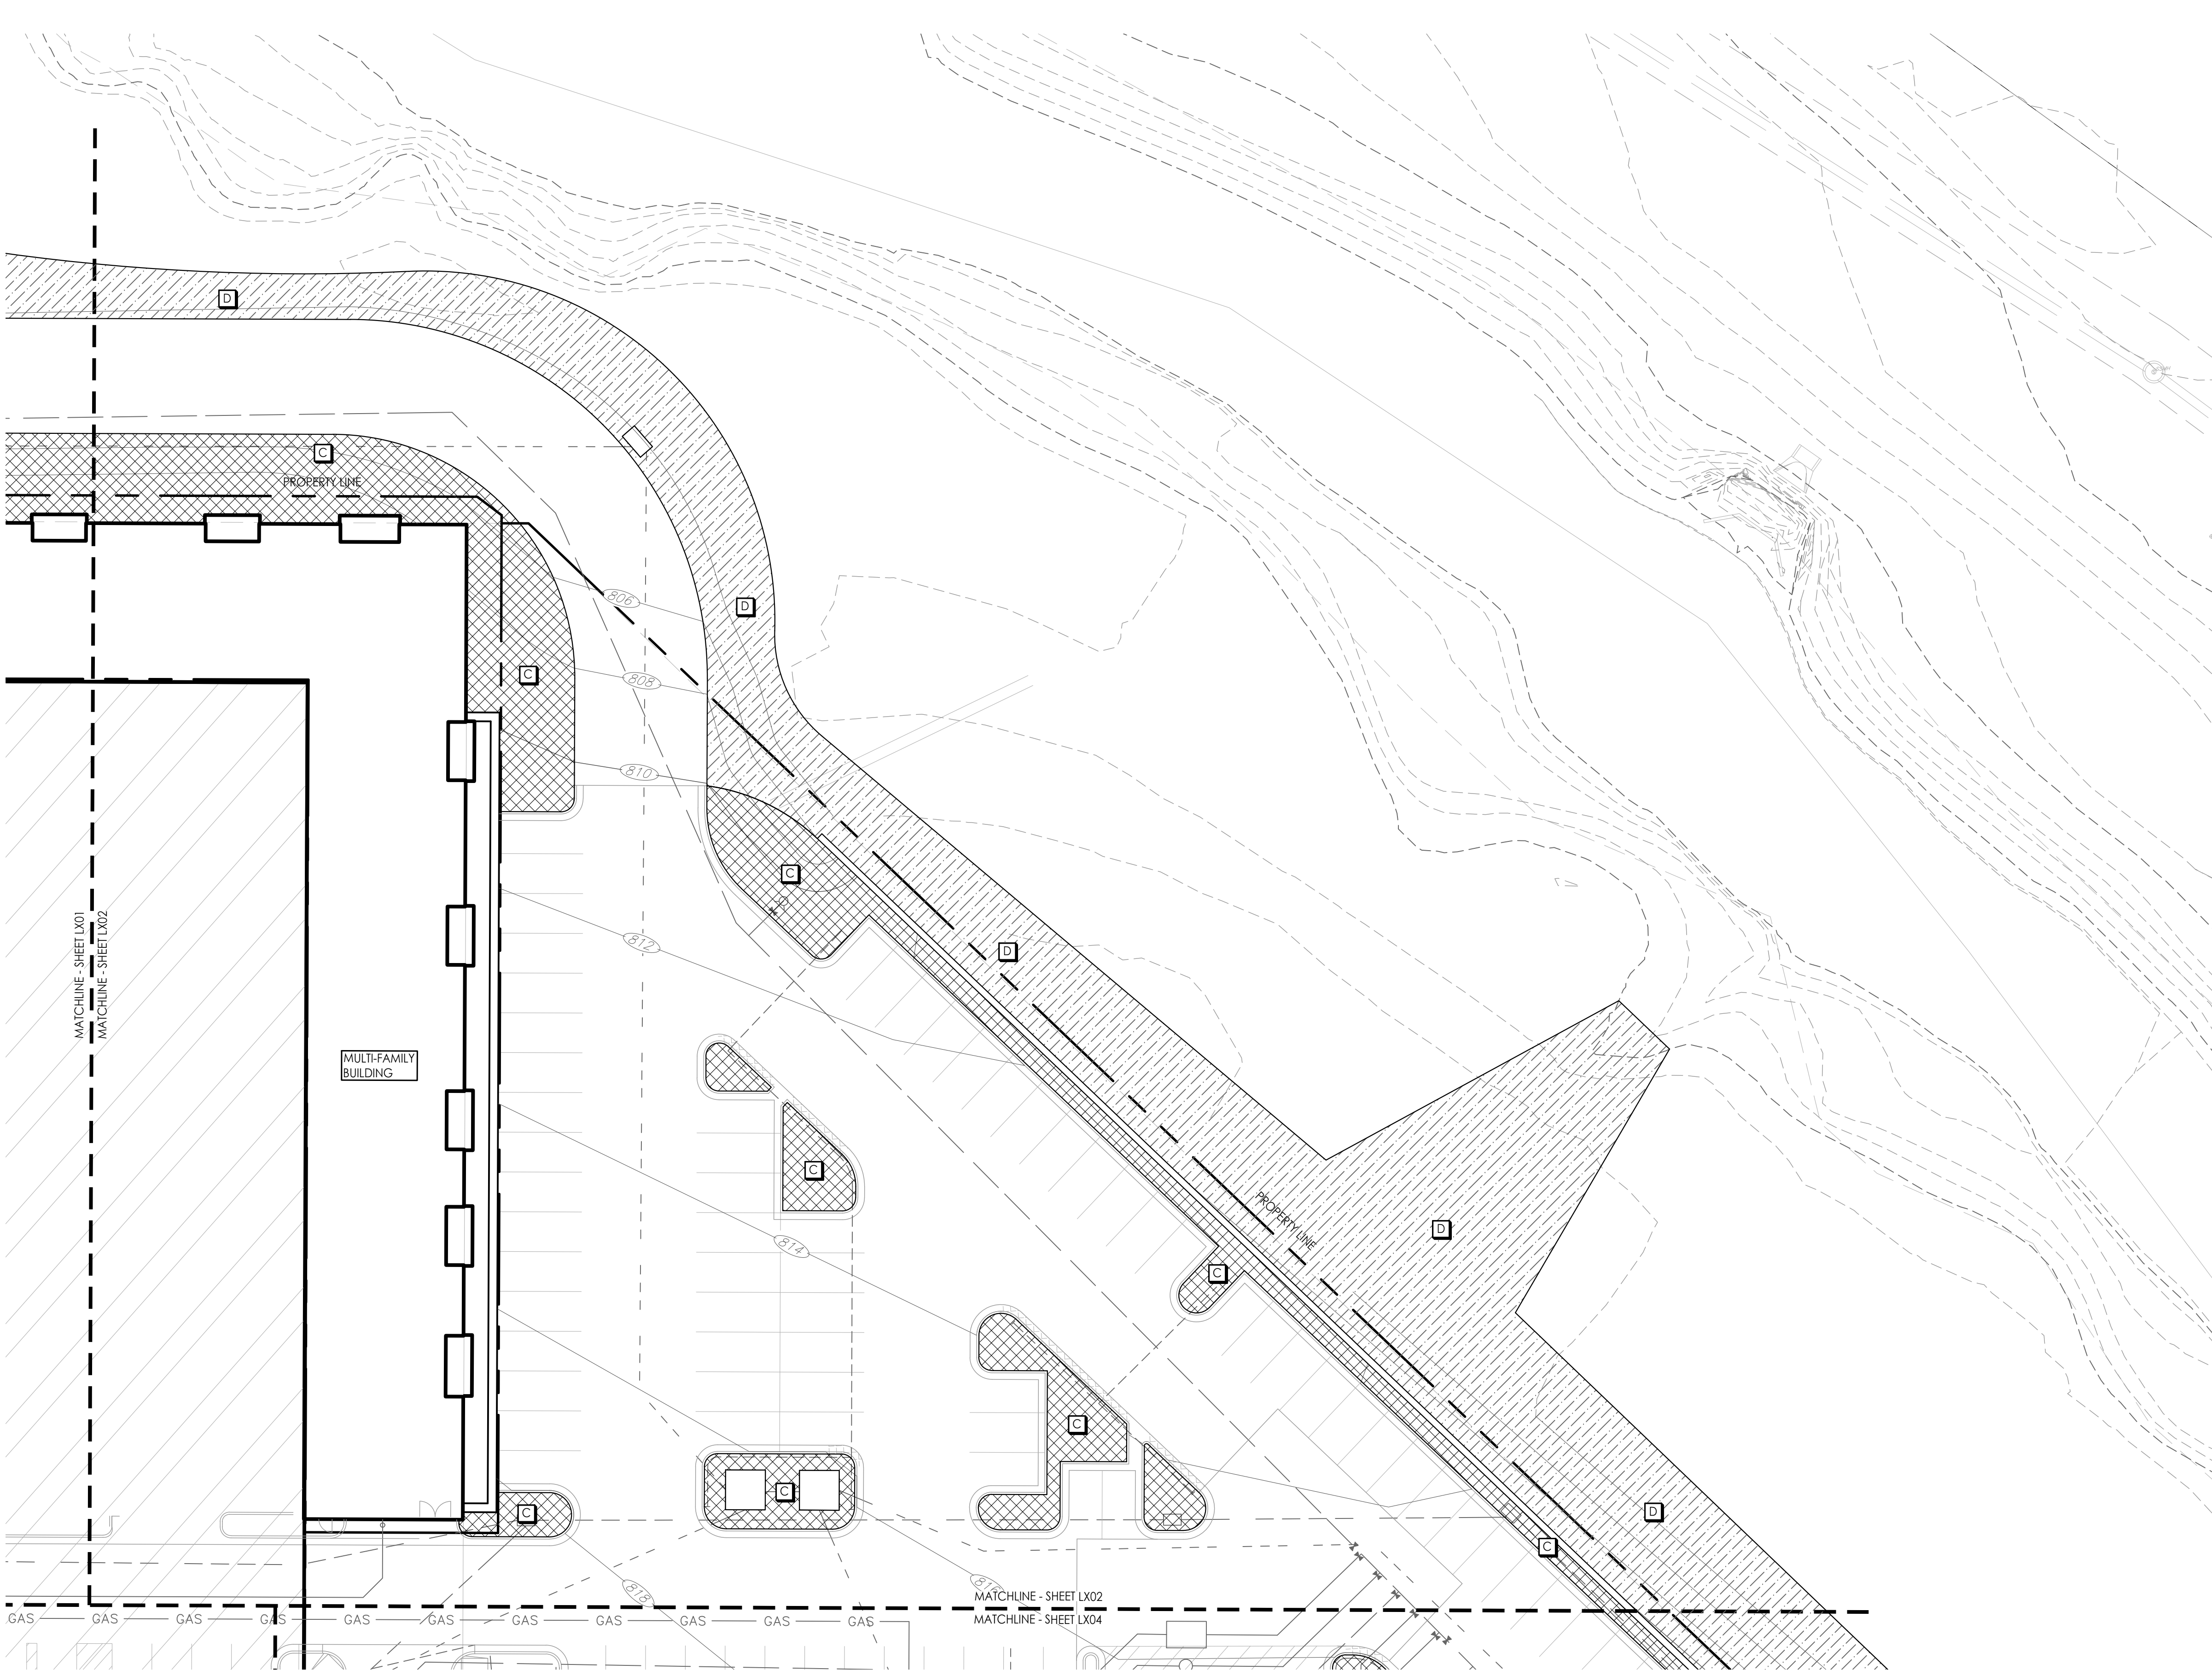 D
C
PROPERTY LINE
806
D
C
808
810
C
MATCHLINE - SHEET LX01
MATCHLINE - SHEET LX02
812
D
MULTI-FAMILY
BUILDING
C
PROPERTY LINE
D
814
C
C
C
C
D
C
818
816
MATCHLINE - SHEET LX02
MATCHLINE - SHEET LX04
GAS GAS GAS GAS GAS GAS GAS GAS GAS GAS GAS